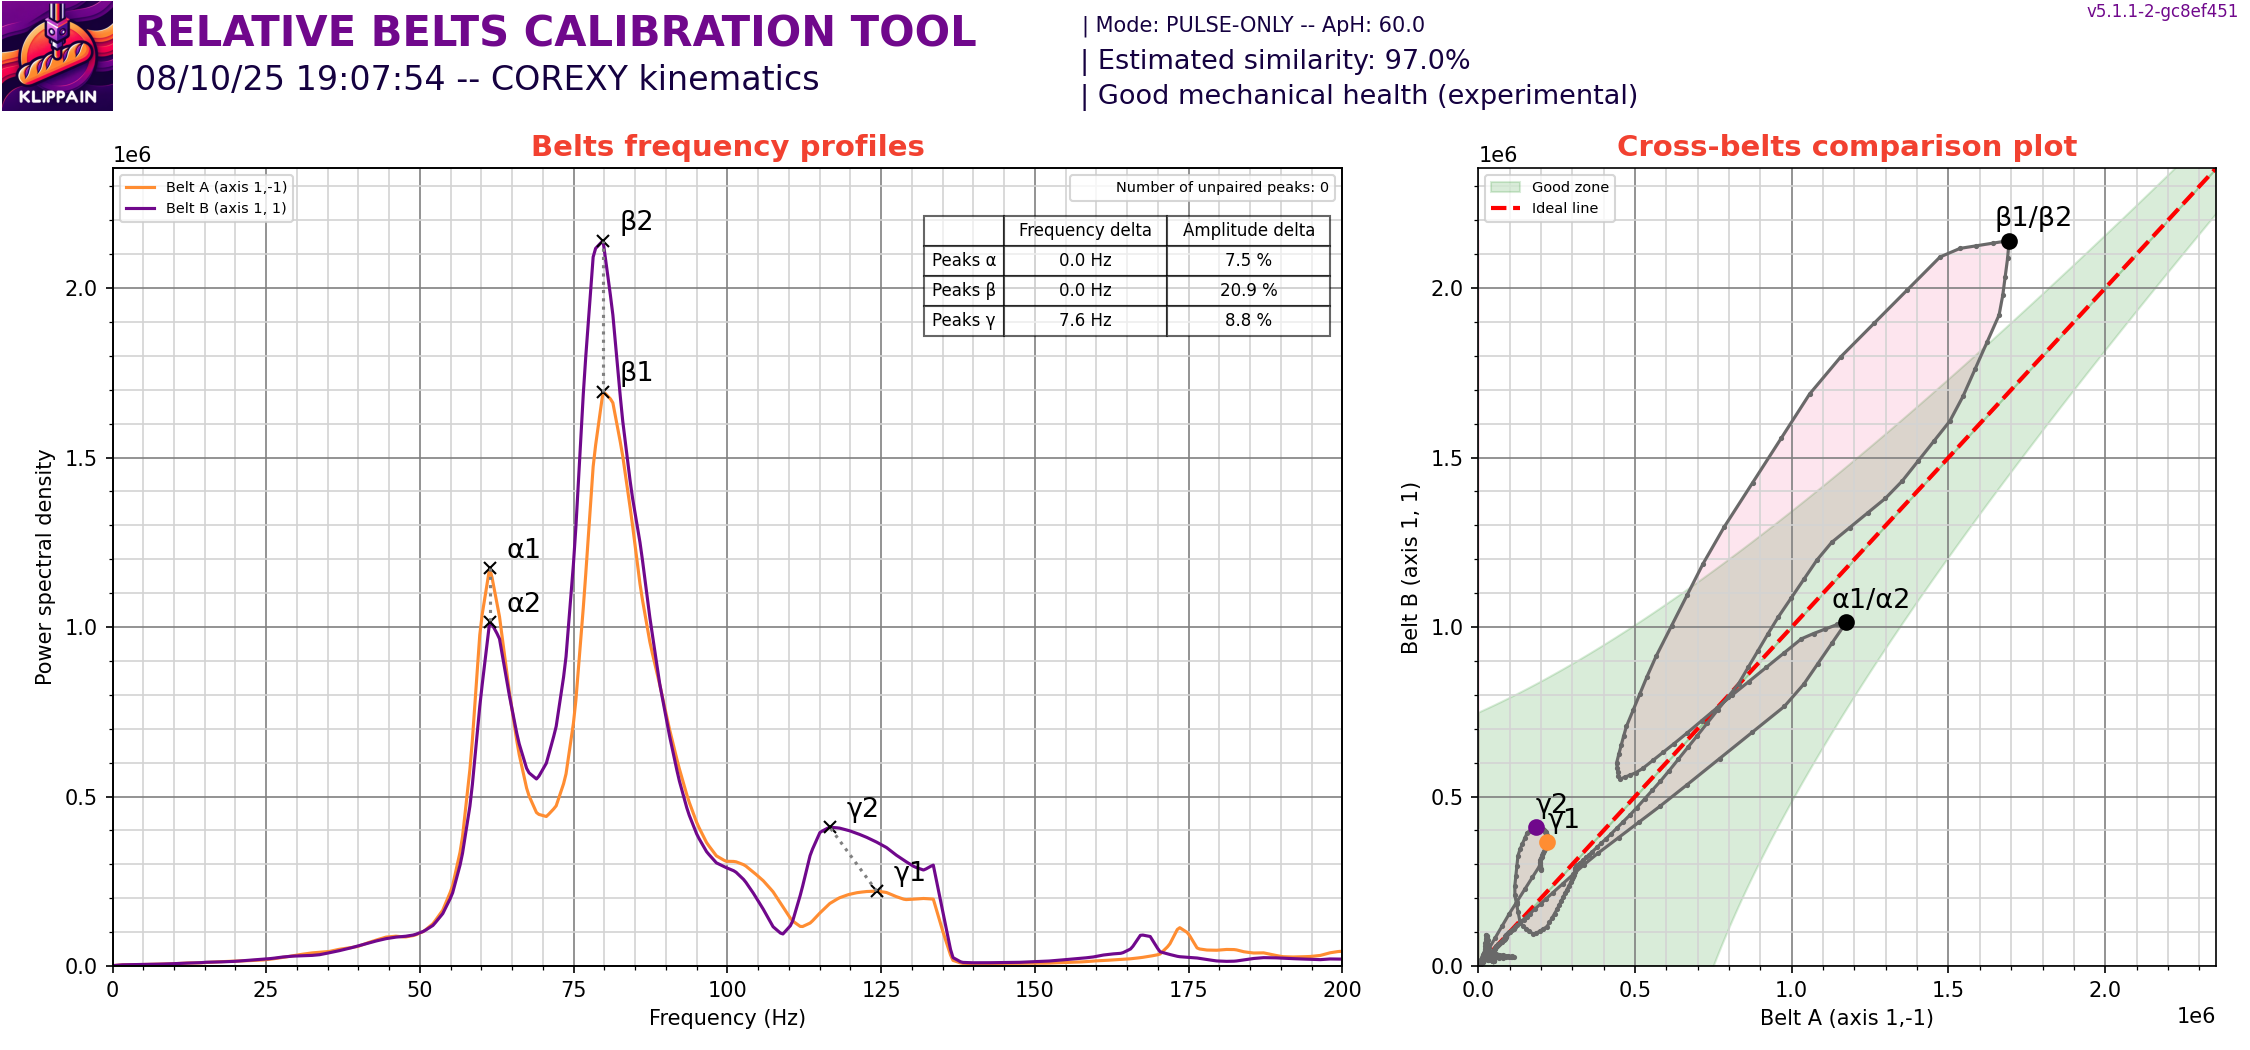 KLIPPAIN
RELATIVE BELTS CALIBRATION TOOL
08/10/25 19:07:54 -- COREXY kinematics
| Mode: PULSE-ONLY -- ApH: 60.0
| Estimated similarity: 97.0%
| Good mechanical health (experimental)
v5.1.1-2-gc8ef451
Belts frequency profiles
1e6
Belt A (axis 1,-1)
Belt B (axis 1, 1)
Number of unpaired peaks: 0
Frequency delta Amplitude delta
Peaks α 0.0 Hz 7.5 %
Peaks β 0.0 Hz 20.9 %
Peaks γ 7.6 Hz 8.8 %
β2
β1
α1
α2
γ2
γ1
2.0
1.5
1.0
0.5
0.0
Power spectral density
0 25 50 75 100 125 150 175 200
Frequency (Hz)
Cross-belts comparison plot
1e6
Good zone
Ideal line
β1/β2
α1/α2
γ2
γ1
2.0
1.5
1.0
0.5
0.0
Belt B (axis 1, 1)
0.0 0.5 1.0 1.5 2.0
Belt A (axis 1,-1)
1e6